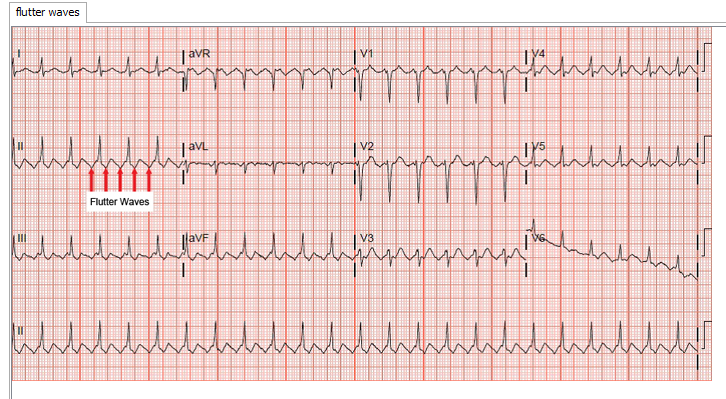 flutter waves
I
aVR
V1
V4
II
aVL
V2
V5
Flutter Waves
III
aVF
V3
V6
II